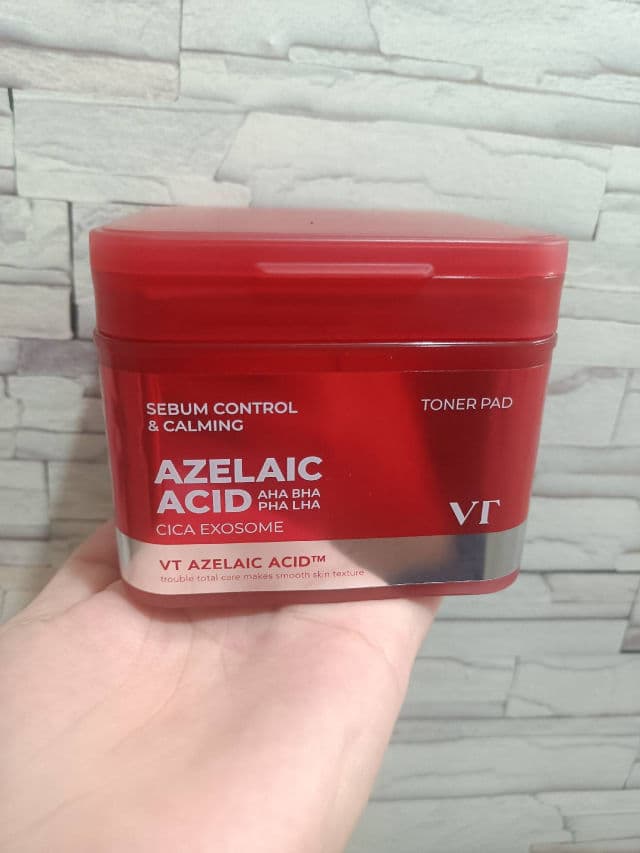 SEBUM CONTROL
& CALMING
TONER PAD
AZELAIC
ACID AHA BHA
PHA LHA
CICA EXOSOME
VT
VT AZELAIC ACID™
trouble total care makes smooth skin texture